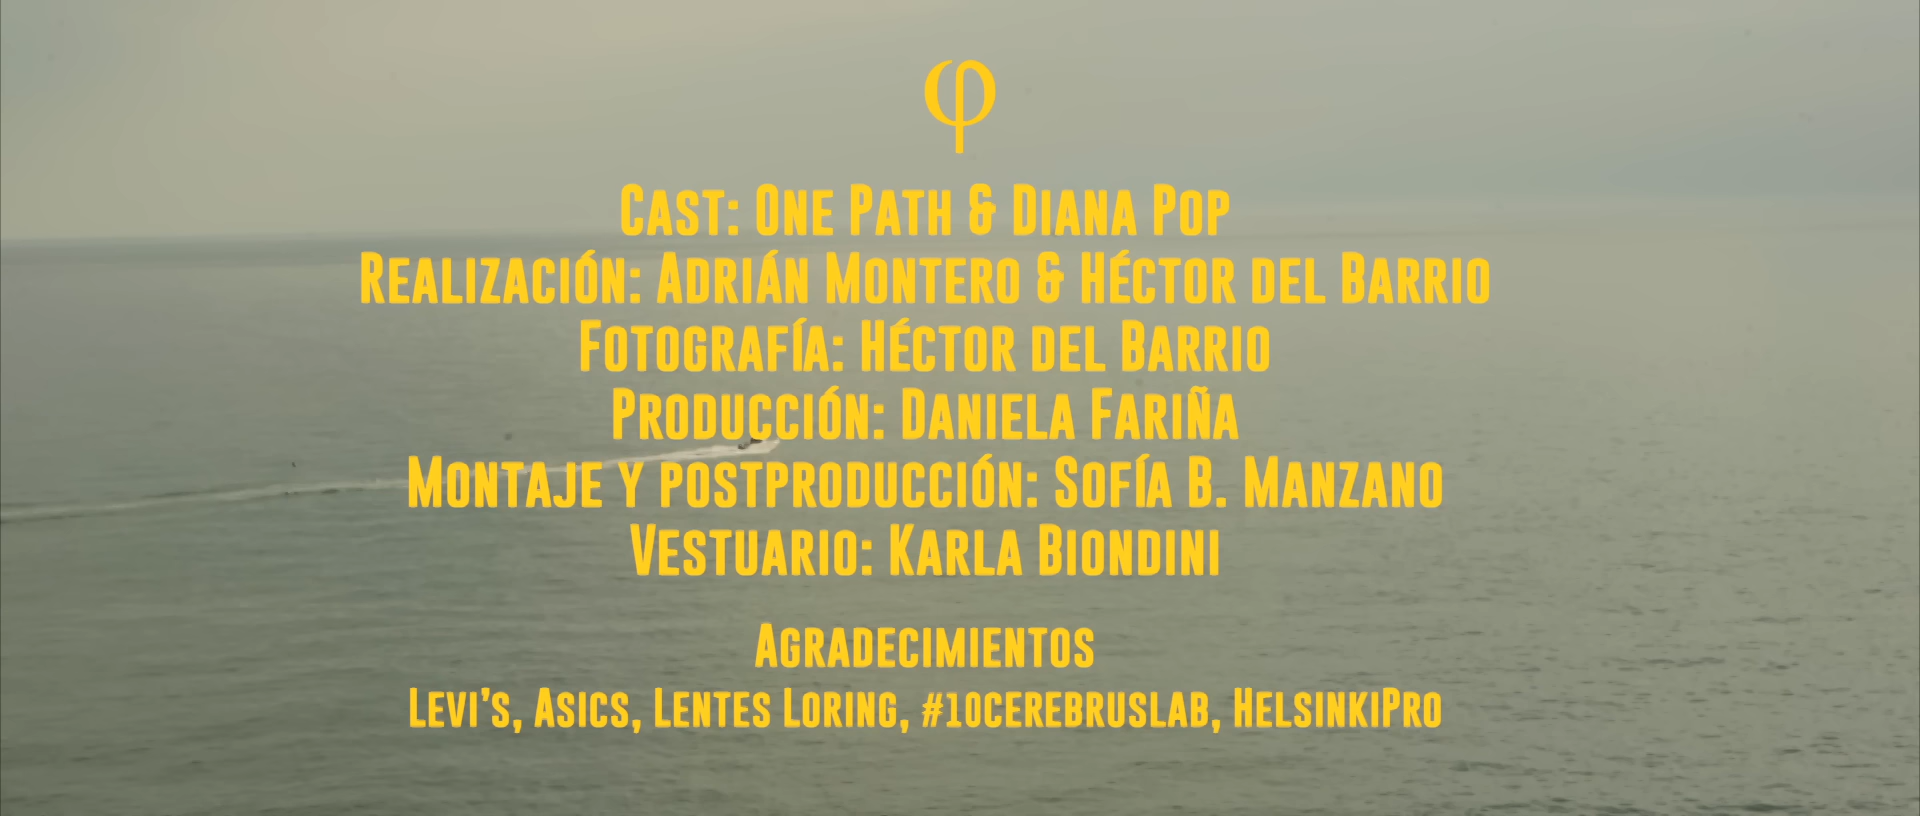 φ
Cast: One Path & Diana Pop
Realización: Adrián Montero & Héctor del Barrio
Fotografía: Héctor del Barrio
Producción: Daniela Fariña
Montaje y postproducción: Sofía B. Manzano
Vestuario: Karla Biondini
Agradecimientos
Levi's, Asics, Lentes Loring, #10cerebruslab, HelsinkiPro